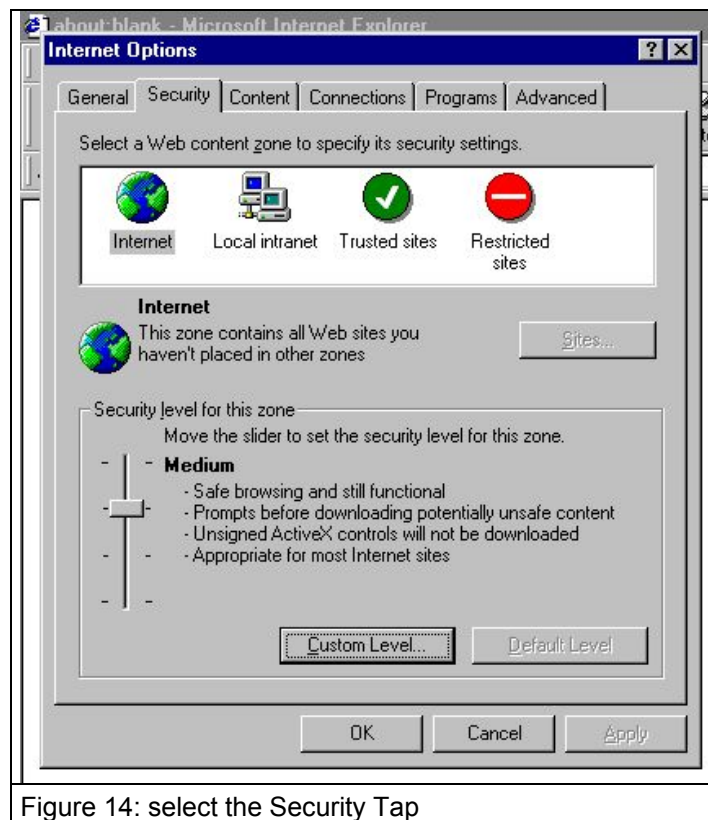 about:blank - Microsoft Internet Explorer
Internet Options
General Security Content Connections Programs Advanced
Select a Web content zone to specify its security settings.
Internet Local intranet Trusted sites Restricted
sites
Internet
This zone contains all Web sites you
haven't placed in other zones
Sites...
Security level for this zone
Move the slider to set the security level for this zone.
Medium
- Safe browsing and still functional
- Prompts before downloading potentially unsafe content
- Unsigned ActiveX controls will not be downloaded
- Appropriate for most Internet sites
Custom Level... Default Level
OK Cancel Apply
Figure 14: select the Security Tap